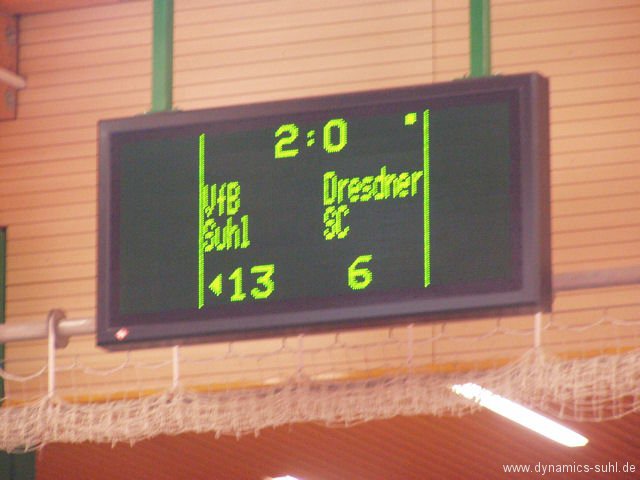 2:0
VfB Dresdner
Suhl SC
13 6
www.dynamics-suhl.de